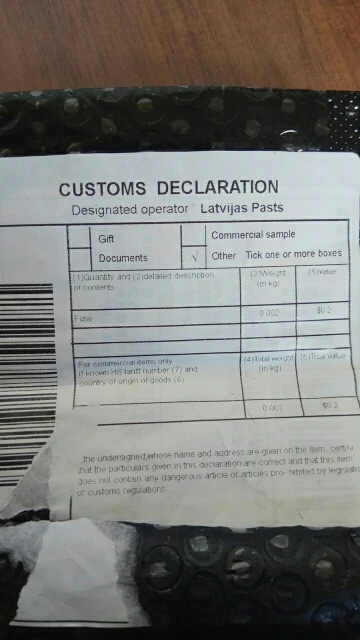 CUSTOMS DECLARATION
Designated operator Latvijas Pasts
Gift Commercial sample
Documents √ Other Tick one or more boxes
(1)Quantity and (2)detailed description (3)Weight (5)Value
of contents (in kg)
Fuse 0.002 $0.2
For commercial items only (4)Total weight (6)Total value
If known HS tariff number (7) and (in kg)
country of origin of goods (8)
0.002 $0.2
the undersigned,whose name and address are given on the item, certify
that the particulars given in this declaration are correct and that this item
does not contain any dangerous article or articles pro- hibited by
or customs regulations